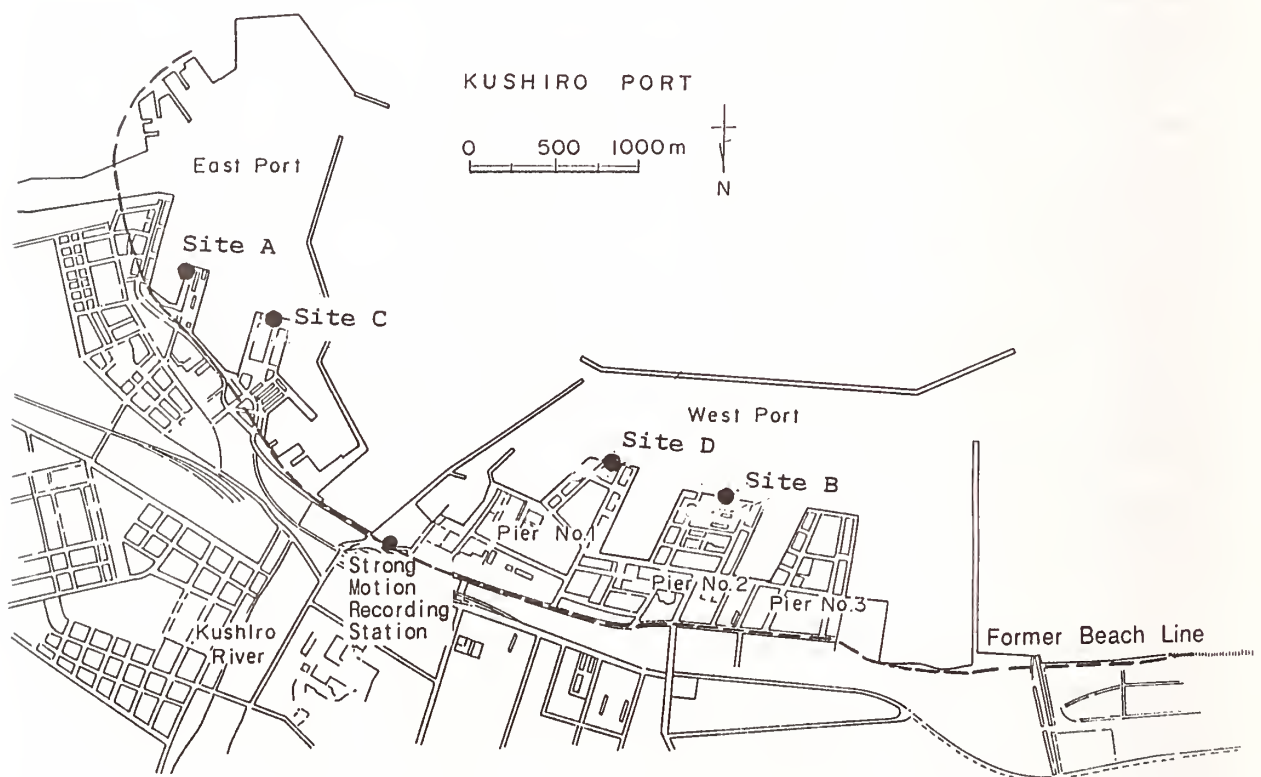 KUSHIRO PORT
0 500 1000m
N
East Port
Site A
Site C
West Port
Site D
Site B
Pier No.1
Pier No.2
Pier No.3
Strong
Motion
Recording
Station
Kushiro
River
Former Beach Line